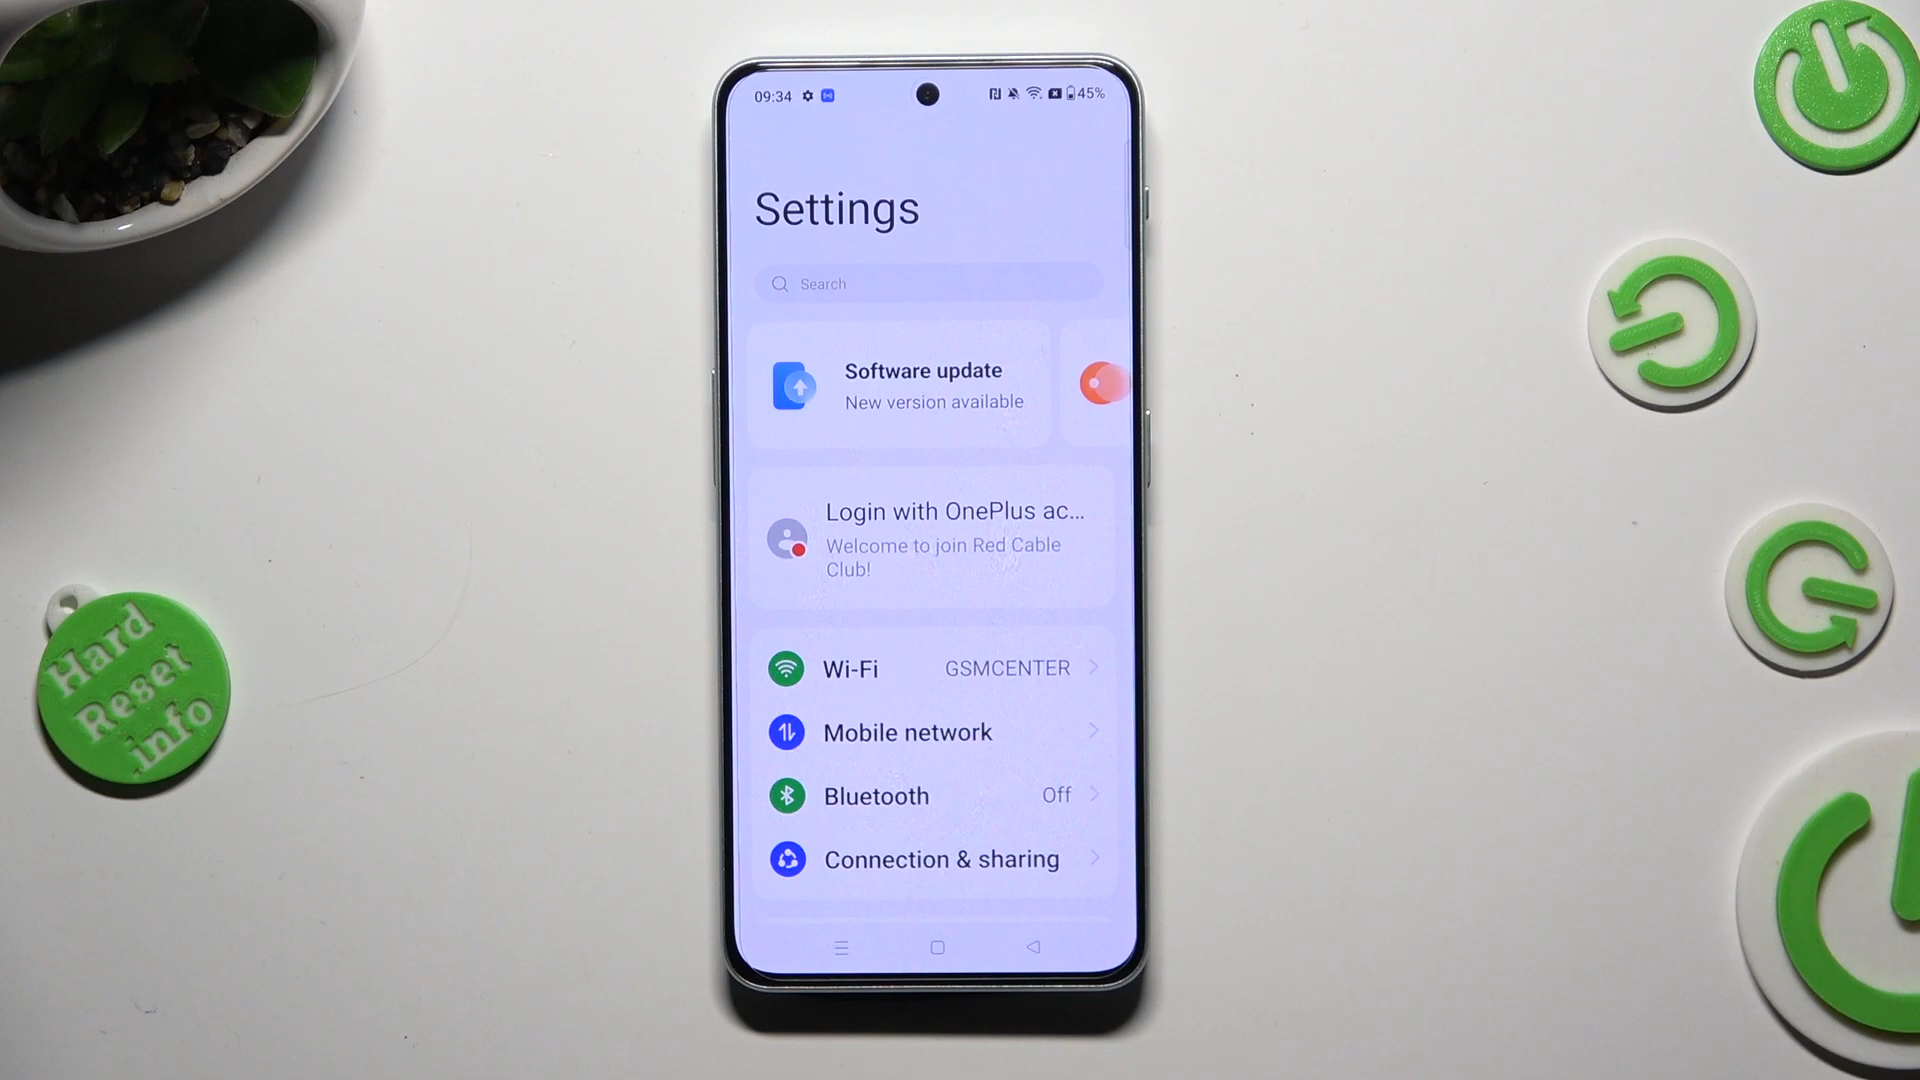 09:34
45%
Settings
Search
Software update
New version available
Login with OnePlus ac...
Welcome to join Red Cable
Club!
Wi-Fi GSMCENTER
Mobile network
Bluetooth Off
Connection & sharing
Hard
Reset
.info